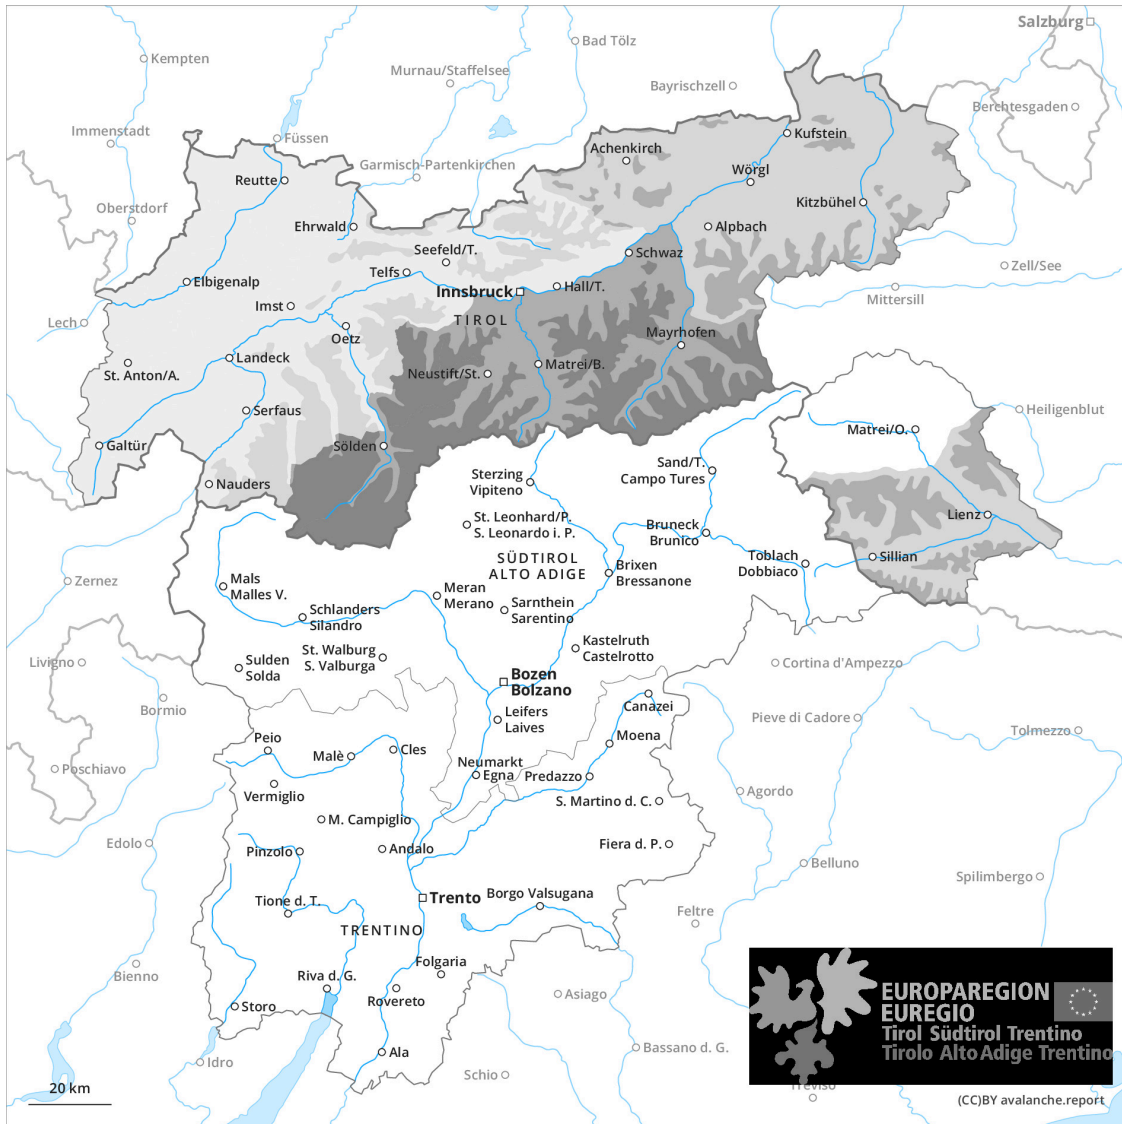 Salzburg
Bad Tölz
Kempten
Murnau/Staffelsee
Bayrischzell
Berchtesgaden
Immenstadt
Füssen
Kufstein
Achenkirch
Garmisch-Partenkirchen
Wörgl
Reutte
Kitzbühel
Oberstdorf
Ehrwald
Alpbach
Seefeld/T.
Schwaz
Zell/See
Telfs
Elbigenalp
Innsbruck
Hall/T.
Mittersill
Imst
TIROL
Lech
Oetz
Mayrhofen
Landeck
Matrei/B.
St. Anton/A.
Neustift/St.
Serfaus
Heiligenblut
Matrei/O.
Galtür
Sölden
Sand/T.
Campo Tures
Sterzing
Vipiteno
Nauders
St. Leonhard/P.
S. Leonardo i. P.
Lienz
Bruneck
Brunico
SÜDTIROL
ALTO ADIGE
Toblach
Dobbiaco
Sillian
Brixen
Bressanone
Zernez
Mals
Malles V.
Meran
Merano
Sarnthein
Sarentino
Schlanders
Silandro
Kastelruth
Castelrotto
St. Walburg
S. Valburga
Livigno
Sulden
Solda
Cortina d'Ampezzo
Bozen
Bolzano
Canazei
Bormio
Leifers
Laives
Pieve di Cadore
Tolmezzo
Peio
Moena
Malè
Cles
Neumarkt
Egna
Predazzo
Poschiavo
Vermiglio
Agordo
S. Martino d. C.
M. Campiglio
Edolo
Pinzolo
Andalo
Fiera d. P.
Belluno
Spilimbergo
Tione d. T.
Trento
Borgo Valsugana
Feltre
TRENTINO
Folgaria
Bienno
Riva d. G.
Rovereto
Asiago
Storo
EUROPAREGION
EUREGIO
Tirol Südtirol Trentino
Tirolo Alto Adige Trentino
Ala
Bassano d. G.
Idro
Schio
Treviso
20 km
(CC)BY avalanche.report